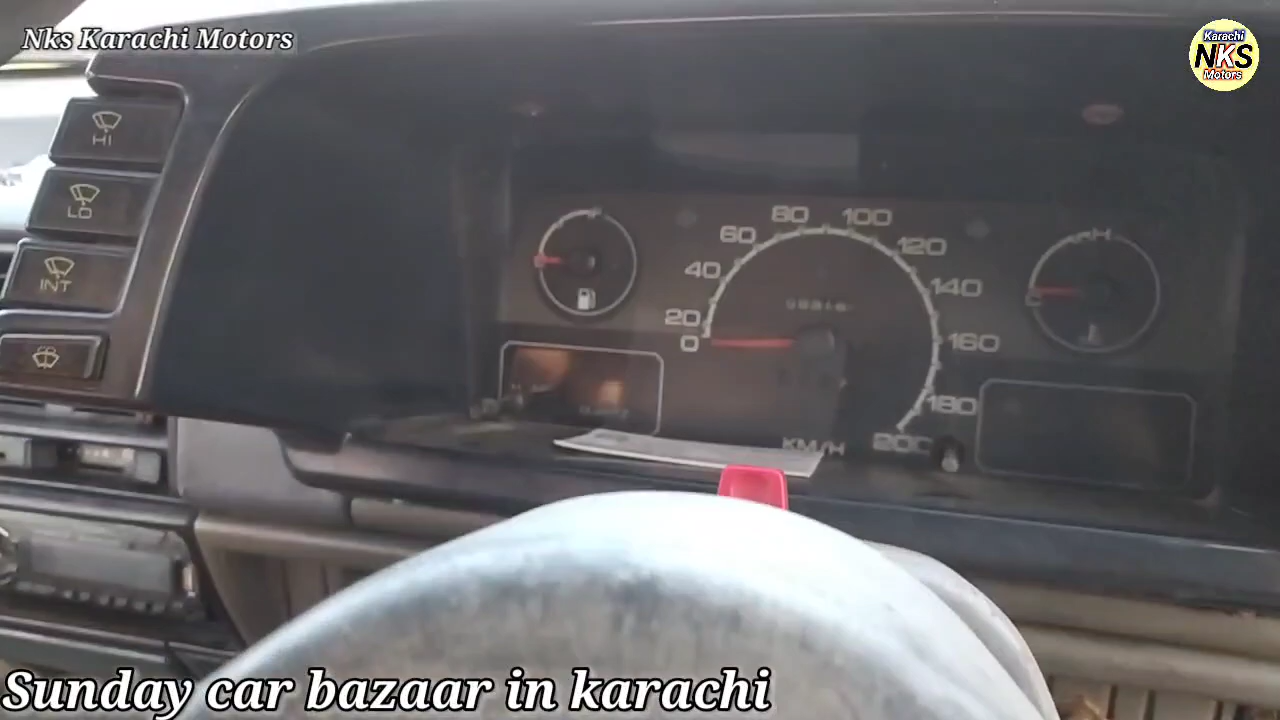 Nks Karachi Motors
Karachi
NKS
Motors
HI
LO
INT
0
20
40
60
80
100
120
140
160
180
200
KM/H
H
Sunday car bazaar in karachi